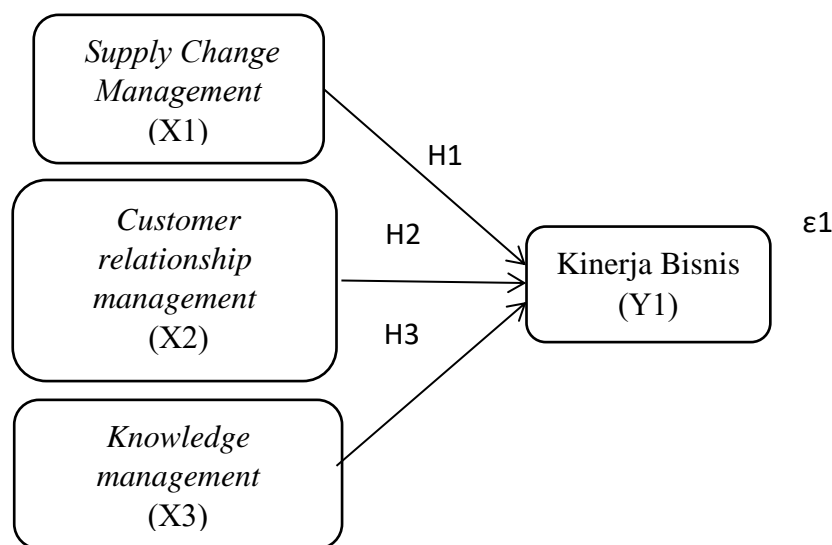 Supply Change
Management
(X1)
H1
Customer
relationship
management
(X2)
H2
H3
Kinerja Bisnis
(Y1)
ε1
Knowledge
management
(X3)